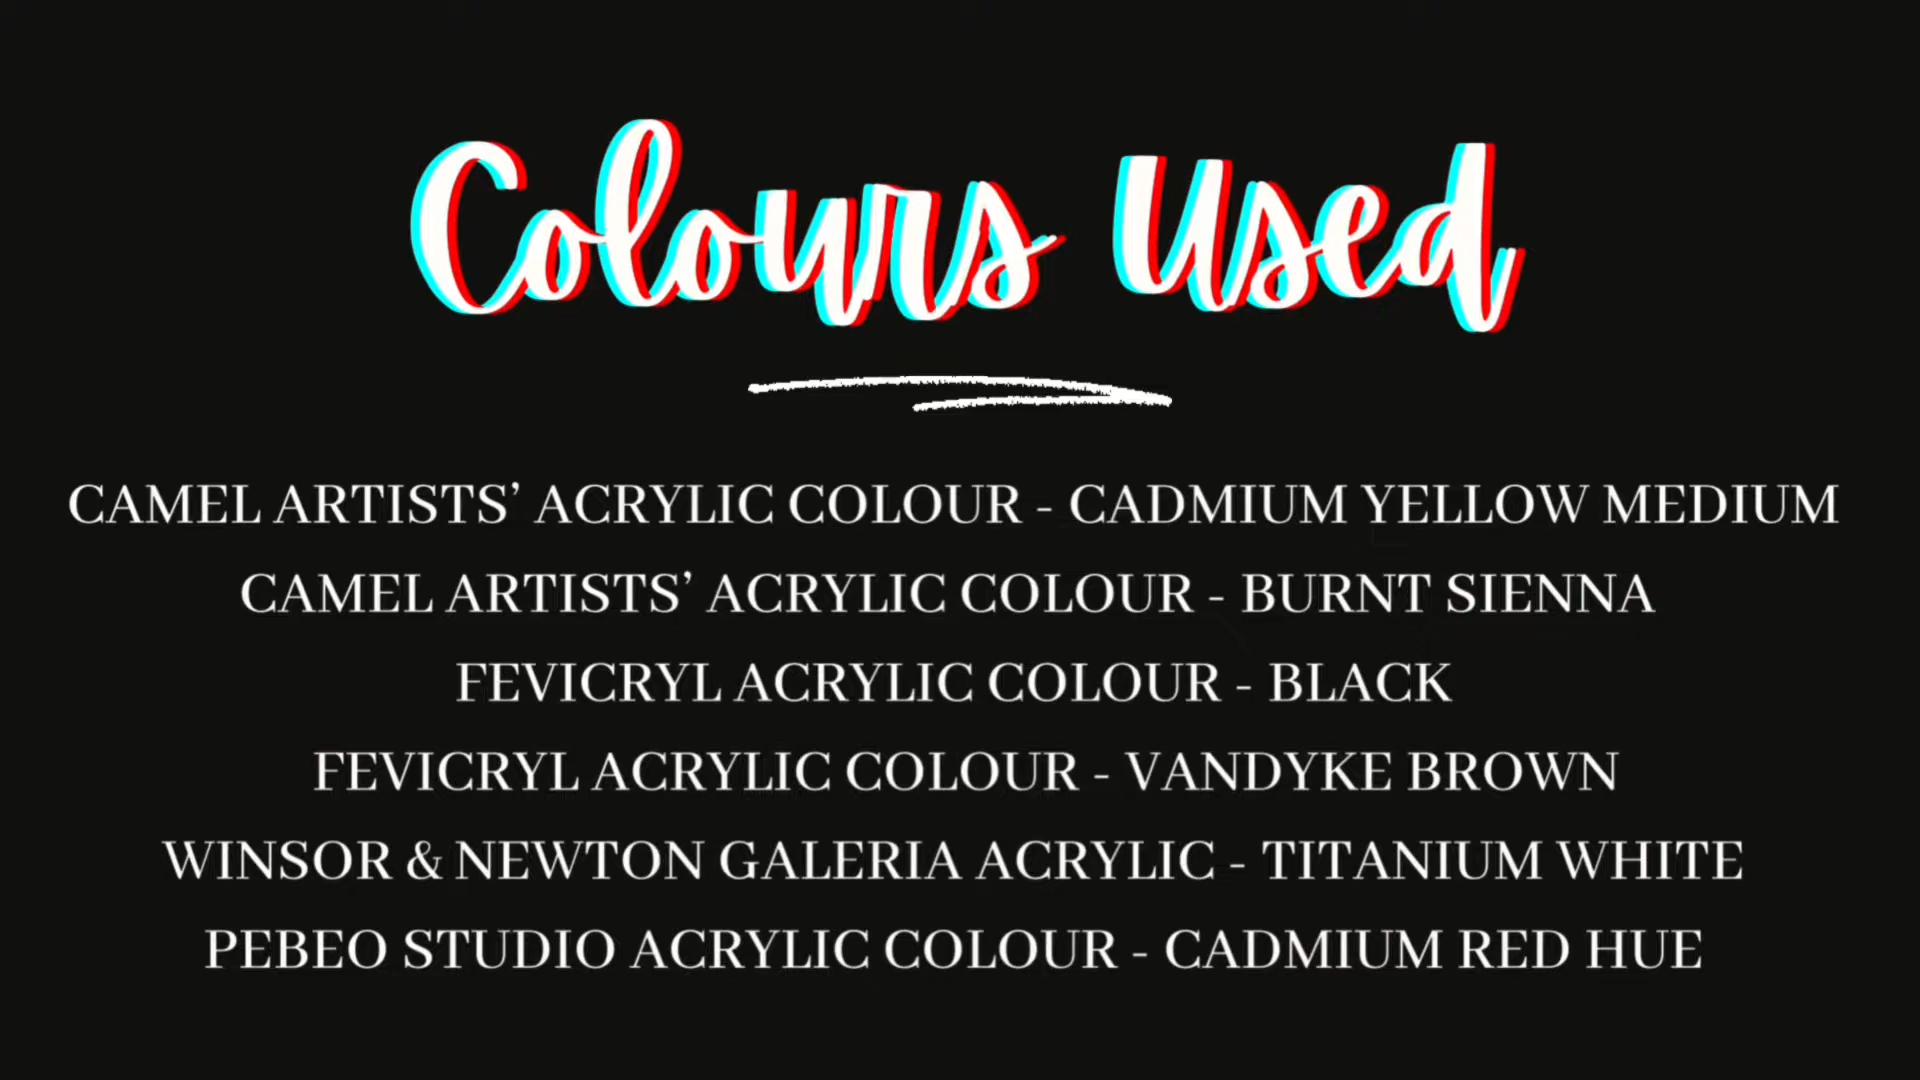 Colours Used
CAMEL ARTISTS’ ACRYLIC COLOUR - CADMIUM YELLOW MEDIUM
CAMEL ARTISTS’ ACRYLIC COLOUR - BURNT SIENNA
FEVICRYL ACRYLIC COLOUR - BLACK
FEVICRYL ACRYLIC COLOUR - VANDYKE BROWN
WINSOR & NEWTON GALERIA ACRYLIC - TITANIUM WHITE
PEBEO STUDIO ACRYLIC COLOUR - CADMIUM RED HUE